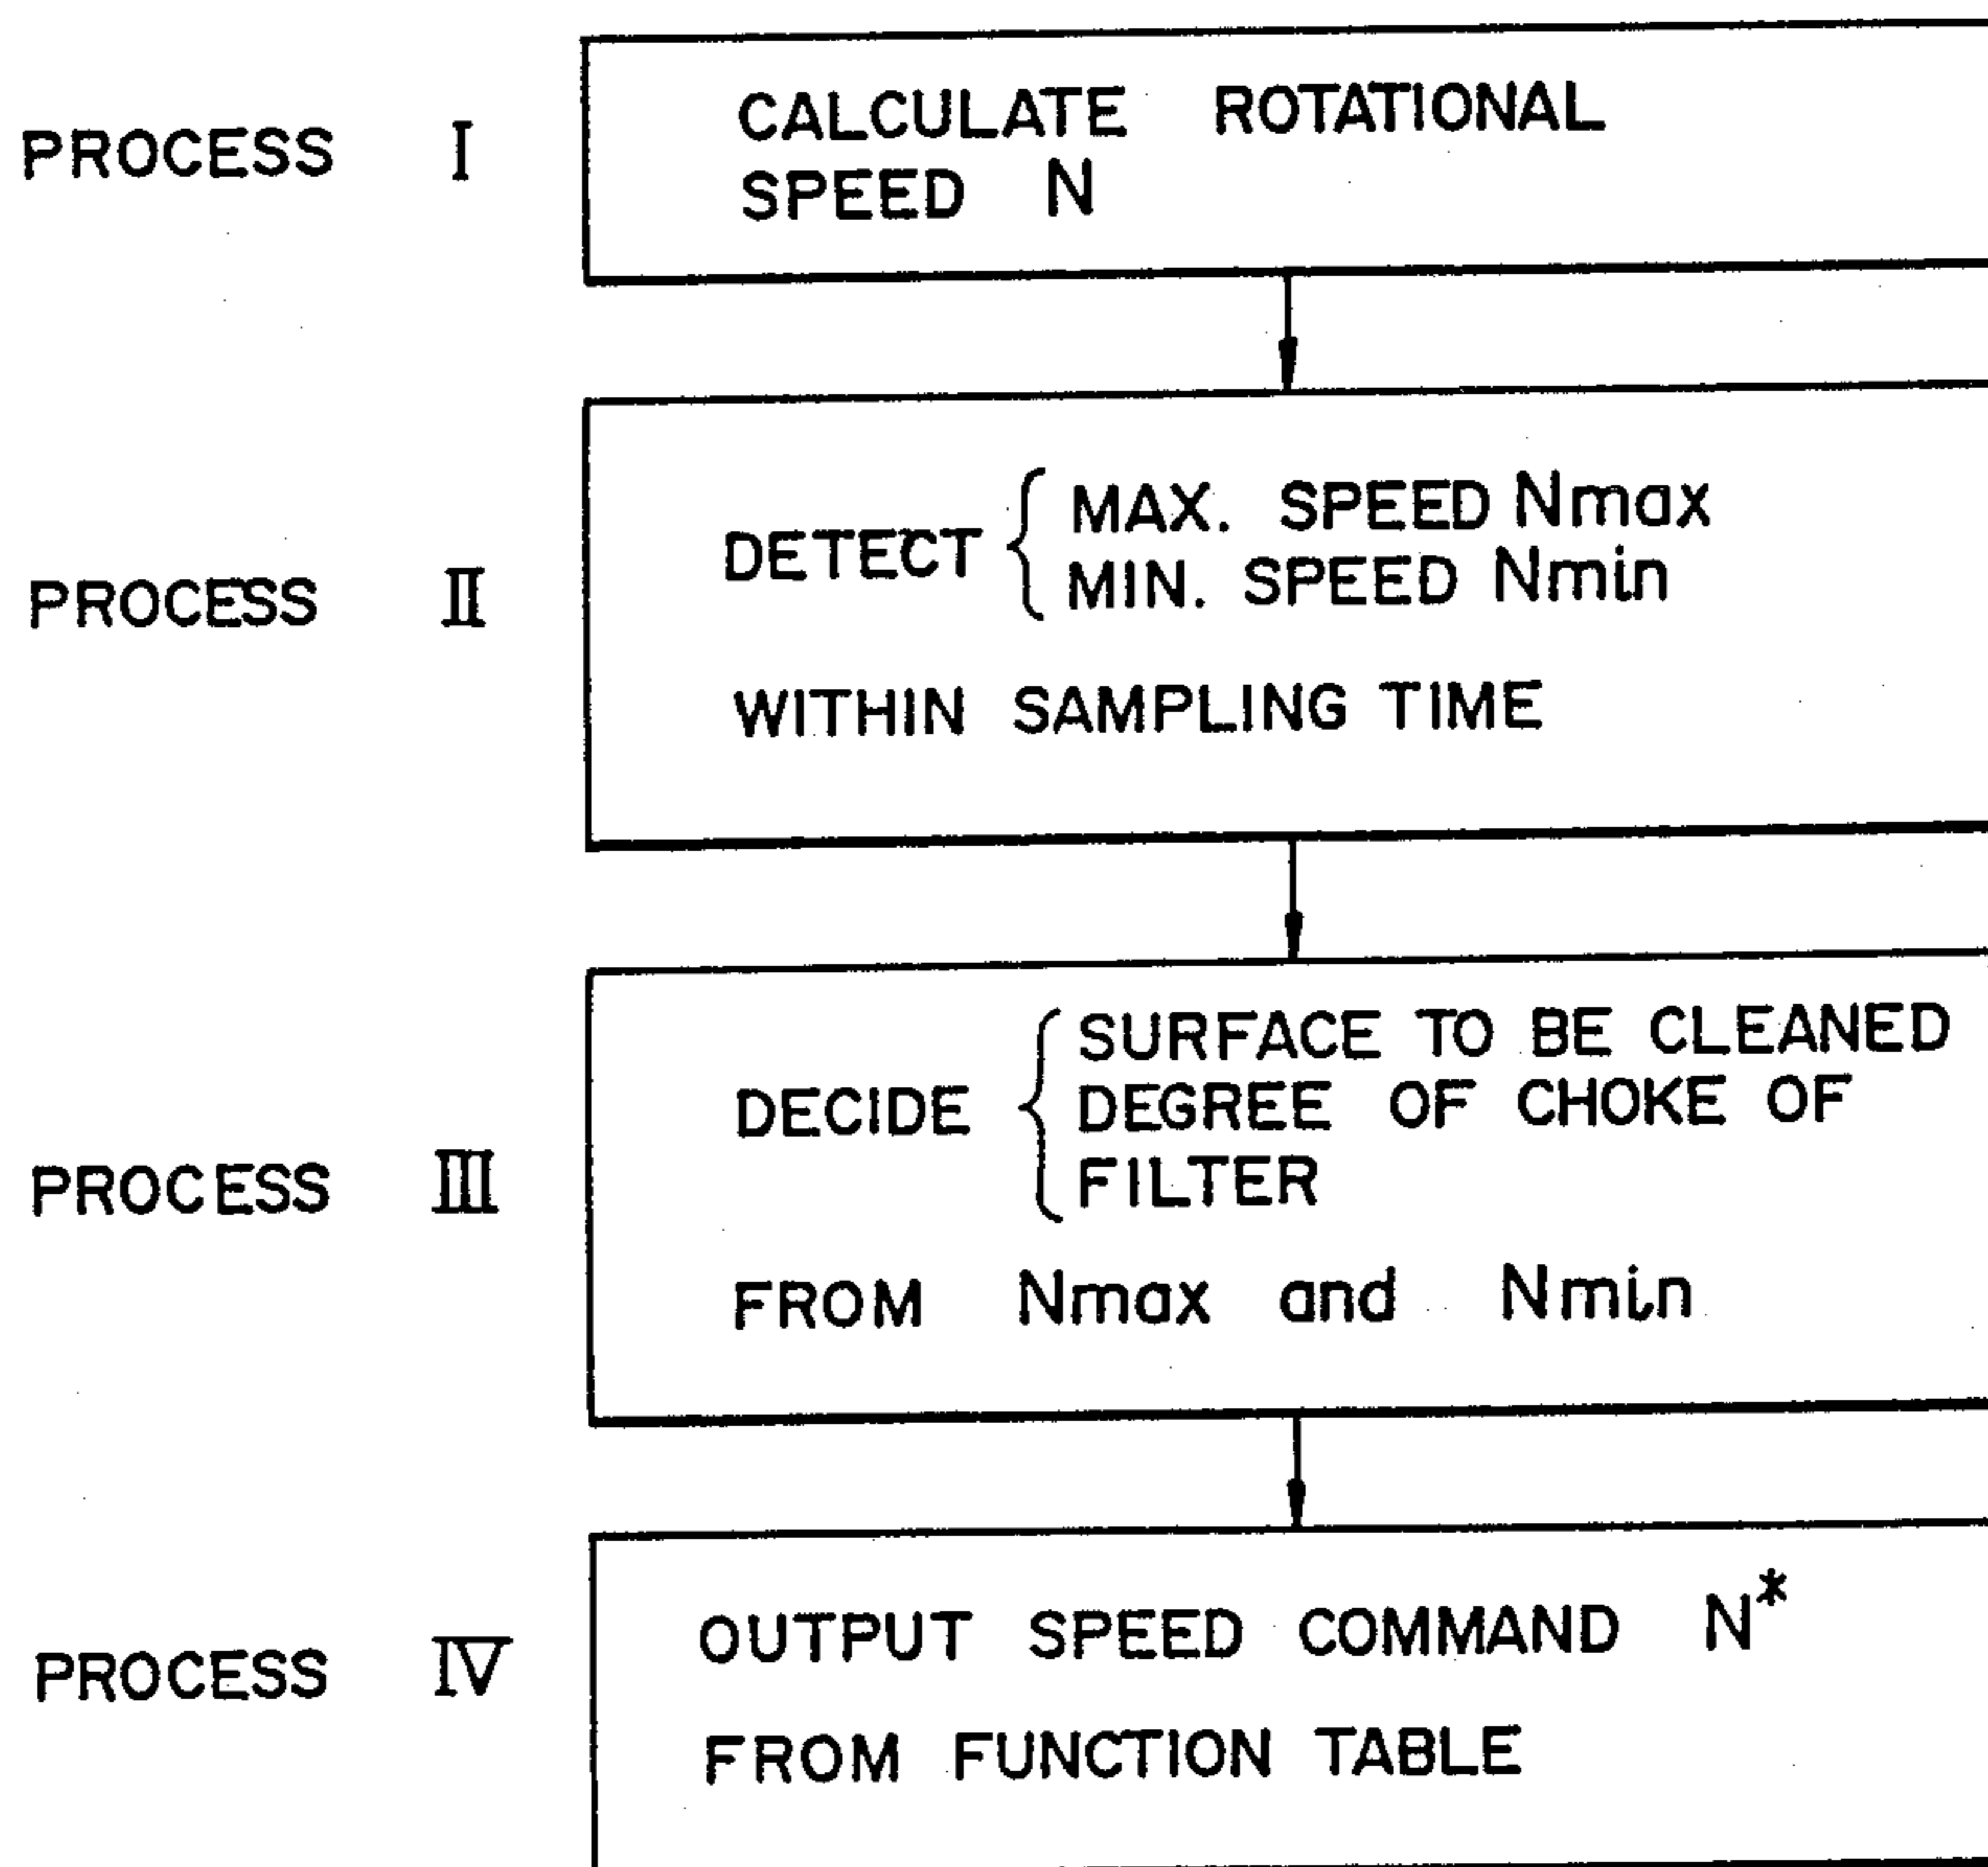 PROCESS I
CALCULATE ROTATIONAL
SPEED N
PROCESS II
DETECT { MAX. SPEED Nmax
MIN. SPEED Nmin
WITHIN SAMPLING TIME
PROCESS III
DECIDE { SURFACE TO BE CLEANED
DEGREE OF CHOKE OF
FILTER
FROM Nmax and Nmin
PROCESS IV
OUTPUT SPEED COMMAND N*
FROM FUNCTION TABLE